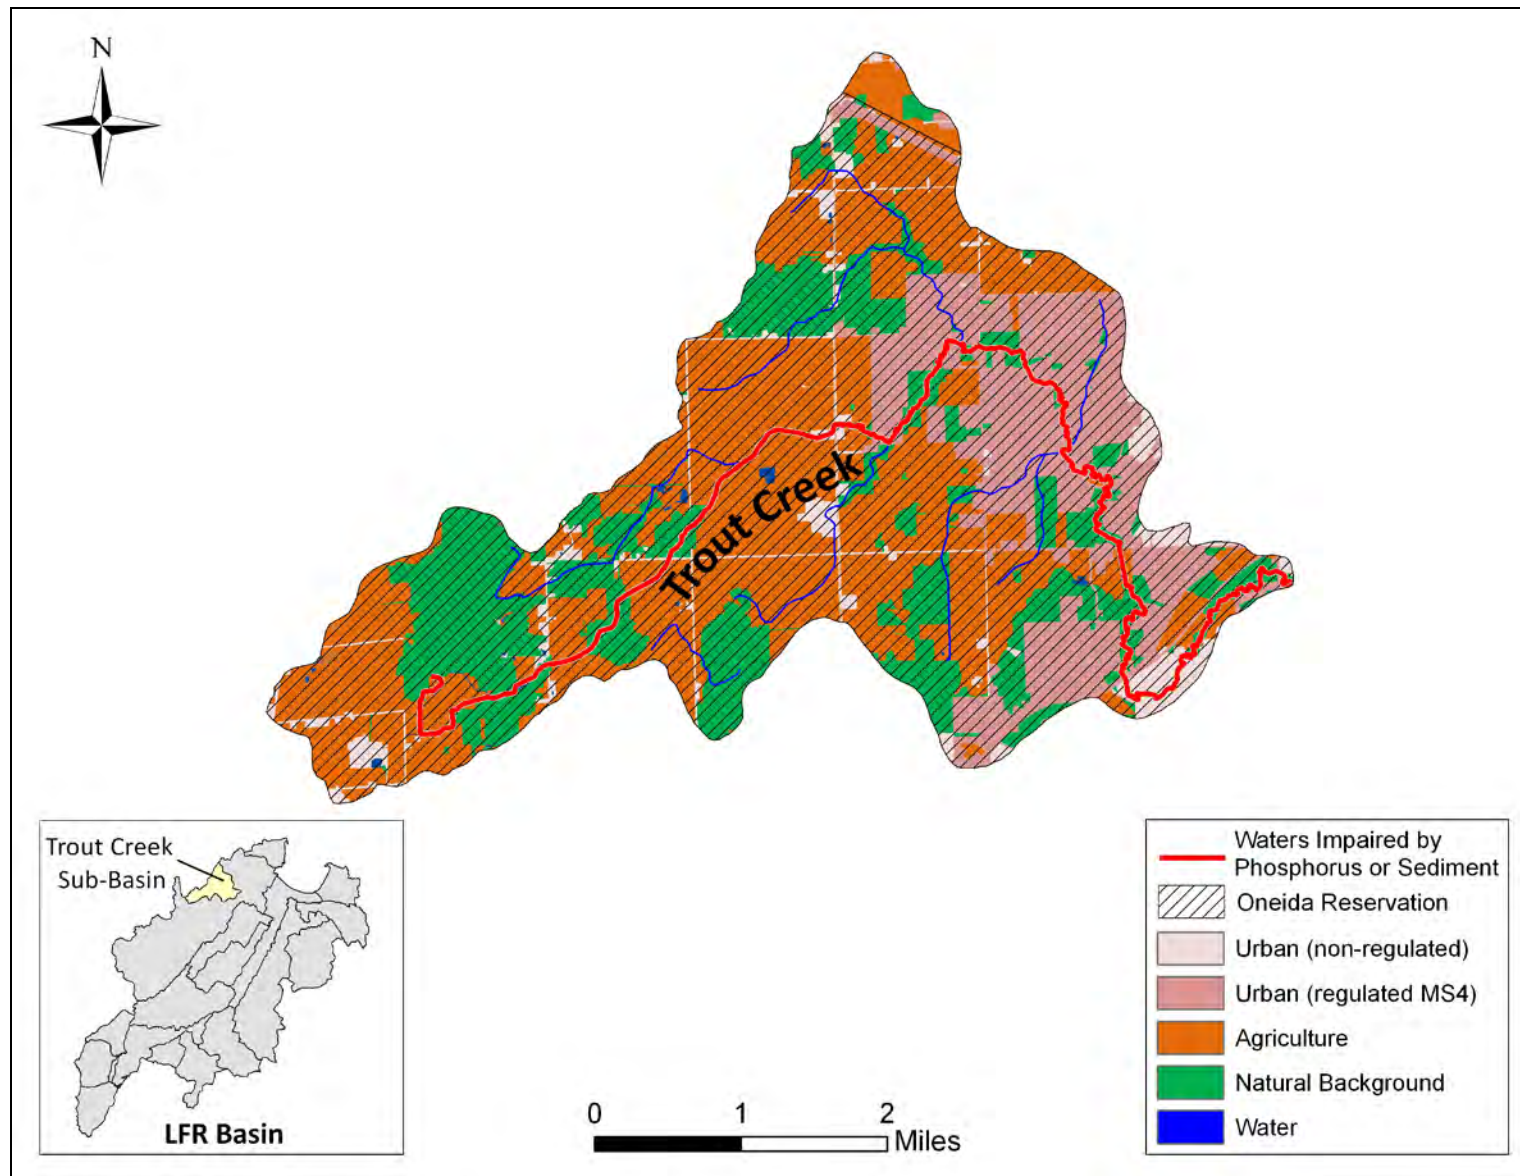 N
Trout Creek
Trout Creek
Sub-Basin
LFR Basin
0 1 2
Miles
Waters Impaired by
Phosphorus or Sediment
Oneida Reservation
Urban (non-regulated)
Urban (regulated MS4)
Agriculture
Natural Background
Water